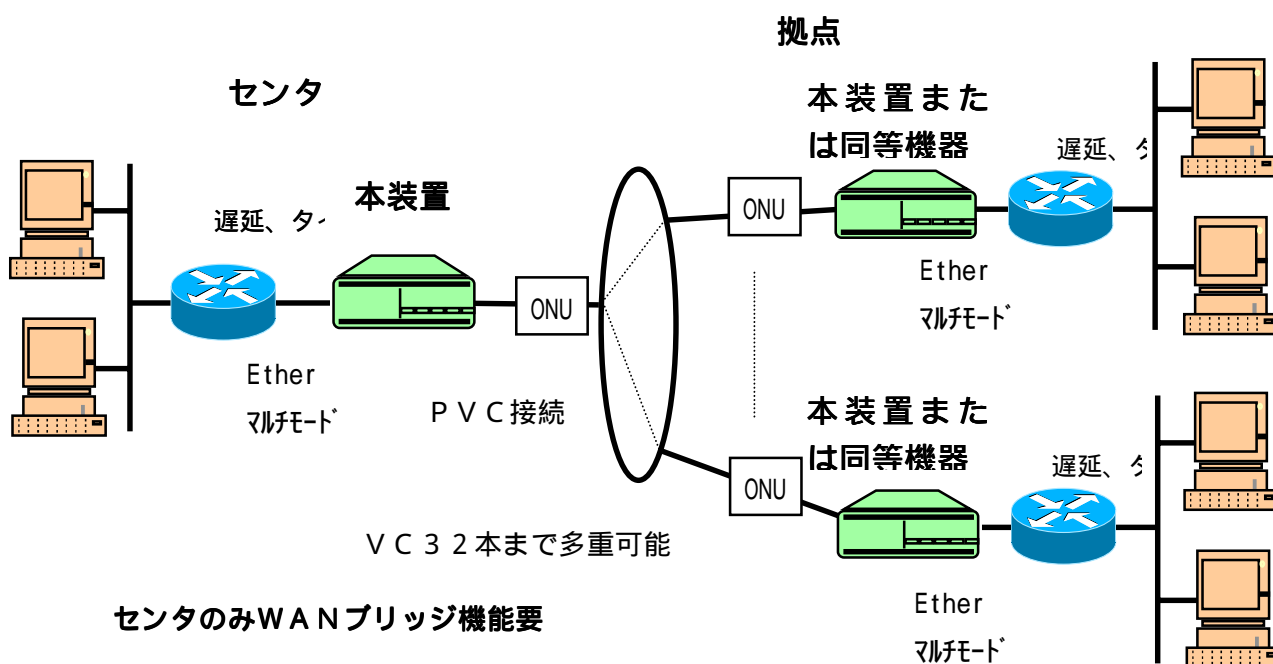 拠点
センタ
本装置また
は同等機器
遅延、タ
本装置
遅延、タイ
ONU
ONU
Ether
ﾏﾙﾁﾓｰﾄﾞ
Ether
ﾏﾙﾁﾓｰﾄﾞ
ＰＶＣ接続
本装置また
は同等機器
遅延、タ
ONU
ＶＣ３２本まで多重可能
Ether
ﾏﾙﾁﾓｰﾄﾞ
センタのみＷＡＮブリッジ機能要